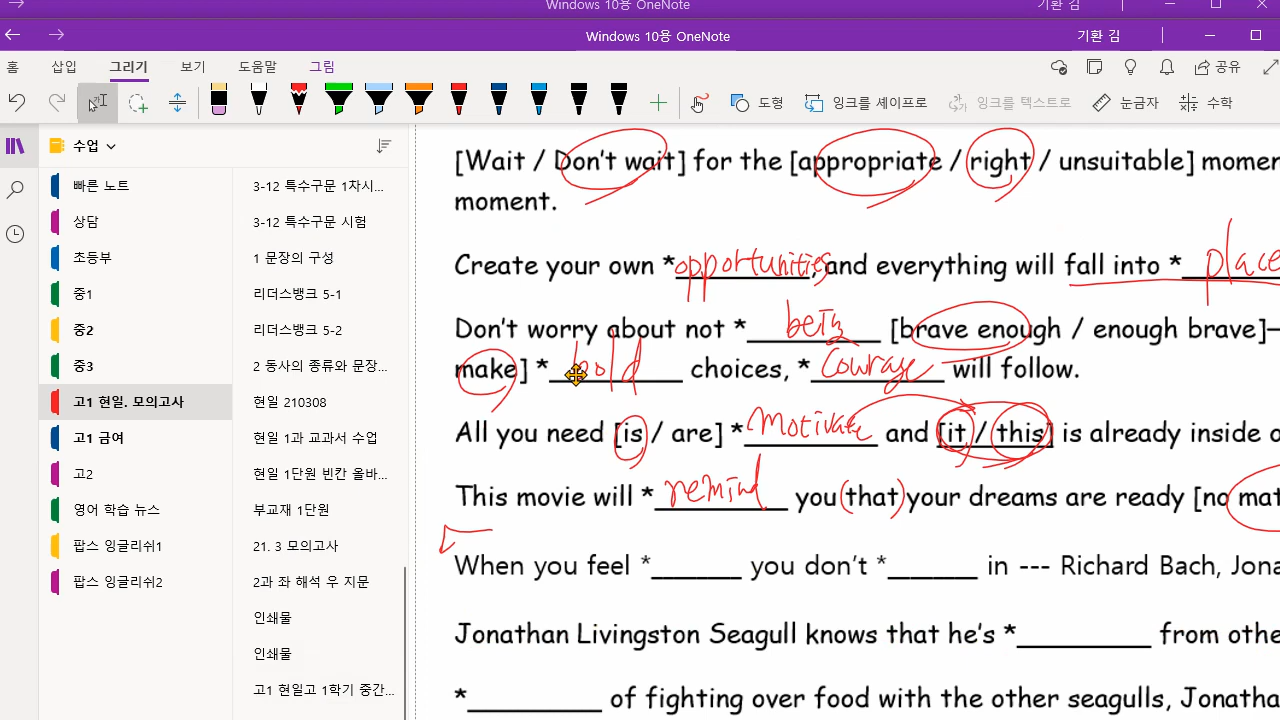 Windows 10용 OneNote
기환 김
Windows 10용 OneNote
기환 김
홈 삽입 그리기 보기 도움말 그림
공유
도형 잉크를 셰이프로 잉크를 텍스트로 눈금자 수학
수업
빠른 노트
상담
초등부
중1
중2
중3
고1 현일. 모의고사
고1 금여
고2
영어 학습 뉴스
팝스 잉글리쉬1
팝스 잉글리쉬2
3-12 특수구문 1차시...
3-12 특수구문 시험
1 문장의 구성
리더스뱅크 5-1
리더스뱅크 5-2
2 동사의 종류와 문장...
현일 210308
현일 1과 교과서 수업
현일 1단원 빈칸 올바...
부교재 1단원
21. 3 모의고사
2과 좌 해석 우 지문
인쇄물
인쇄물
고1 현일고 1학기 중간...
[Wait / Don't wait] for the [appropriate / right / unsuitable] momen
moment.
Create your own *opportunities, and everything will fall into *place
Don't worry about not * being [brave enough / enough brave]—
make] * bold choices, * courage will follow.
All you need [is / are] * Motivate and [it / this] is already inside o
This movie will * remind you (that) your dreams are ready [no mat
When you feel *________ you don't *________ in --- Richard Bach, Jona
Jonathan Livingston Seagull knows that he's *__________ from othe
*__________ of fighting over food with the other seagulls, Jonatha